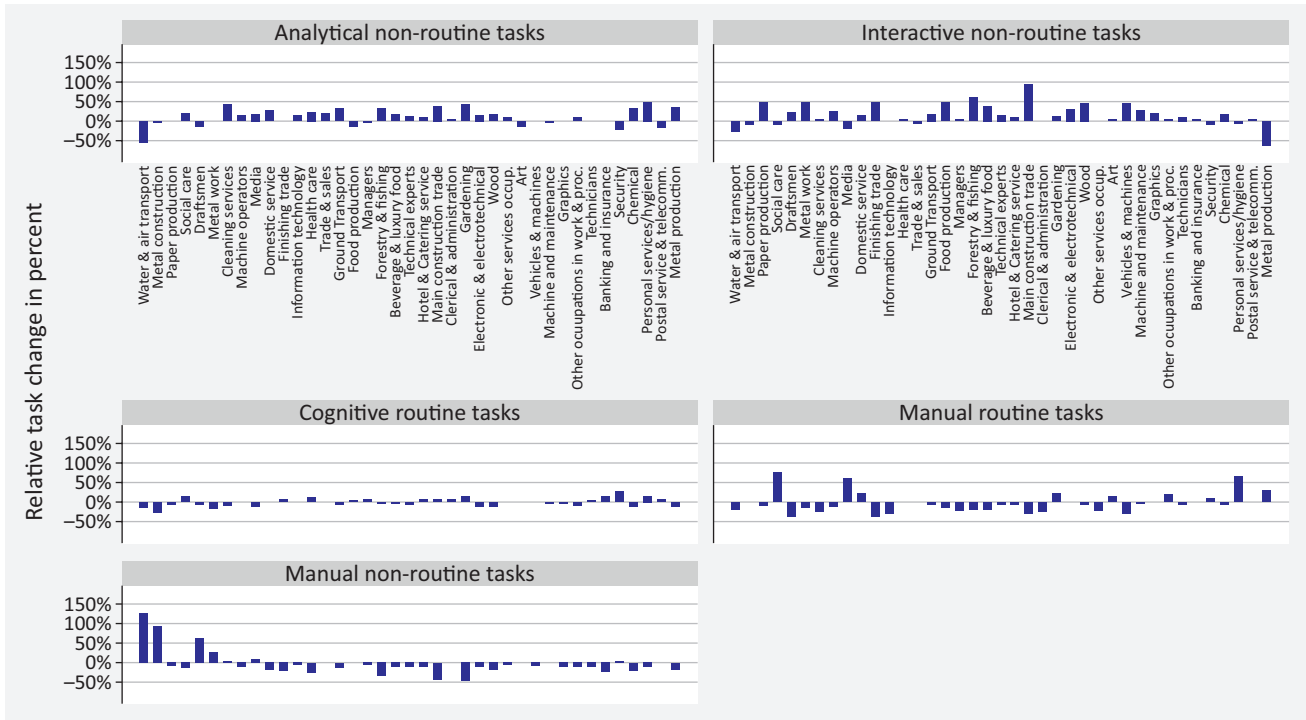 Relative task change in percent
Analytical non-routine tasks
150%
100%
50%
0%
–50%
Water & air transport
Metal construction
Paper production
Social care
Draftsmen
Metal work
Cleaning services
Machine operators
Media
Domestic service
Finishing trade
Information technology
Health care
Trade & sales
Ground Transport
Food production
Managers
Forestry & fishing
Beverage & luxury food
Technical experts
Hotel & Catering service
Main construction trade
Clerical & administration
Gardening
Electronic & electrotechnical
Wood
Other services occup.
Art
Vehicles & machines
Machine and maintenance
Graphics
Other ocuupations in work & proc.
Technicians
Banking and insurance
Security
Chemical
Personal services/hygiene
Postal service & telecomm.
Metal production
Interactive non-routine tasks
Water & air transport
Metal construction
Paper production
Social care
Draftsmen
Metal work
Cleaning services
Machine operators
Media
Domestic service
Finishing trade
Information technology
Health care
Trade & sales
Ground Transport
Food production
Managers
Forestry & fishing
Beverage & luxury food
Technical experts
Hotel & Catering service
Main construction trade
Clerical & administration
Gardening
Electronic & electrotechnical
Wood
Other services occup.
Art
Vehicles & machines
Machine and maintenance
Graphics
Other ocuupations in work & proc.
Technicians
Banking and insurance
Security
Chemical
Personal services/hygiene
Postal service & telecomm.
Metal production
Cognitive routine tasks
150%
100%
50%
0%
–50%
Manual routine tasks
Manual non-routine tasks
150%
100%
50%
0%
–50%